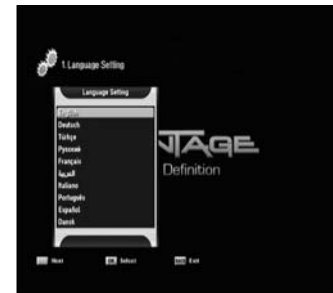 1. Language Setting
Language Setting
English
Deutsch
Türkçe
Русский
Français
العربية
Italiano
Português
Español
Dansk
NTAGE
Definition
Next
OK Select
Exit